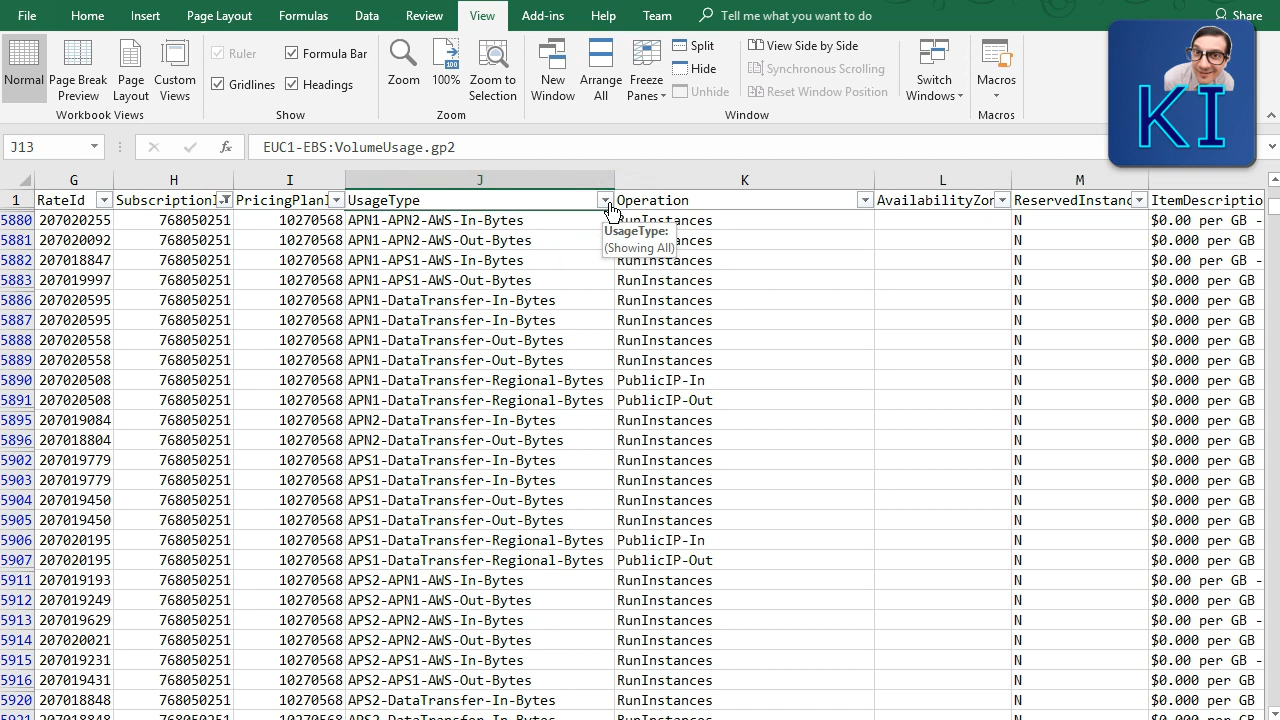 File Home Insert Page Layout Formulas Data Review View Add-ins Help Team Tell me what you want to do Share
Normal Page Break Preview Page Layout Custom Views
Workbook Views
Ruler Formula Bar
Gridlines Headings
Show
Zoom 100% Zoom to Selection
Zoom
New Window Arrange All Freeze Panes
Split
Hide
Unhide
View Side by Side
Synchronous Scrolling
Reset Window Position
Switch Windows
Window
Macros
Macros
KI
J13 fx EUC1-EBS:VolumeUsage.gp2
G H I J K L M
1 RateId SubscriptionI PricingPlanI UsageType Operation AvailabilityZon ReservedInstanc ItemDescriptio
UsageType:
(Showing All)
5880 207020255 768050251 10270568 APN1-APN2-AWS-In-Bytes RunInstances N $0.00 per GB -
5881 207020092 768050251 10270568 APN1-APN2-AWS-Out-Bytes N $0.000 per GB
5882 207018847 768050251 10270568 APN1-APS1-AWS-In-Bytes RunInstances N $0.00 per GB -
5883 207019997 768050251 10270568 APN1-APS1-AWS-Out-Bytes RunInstances N $0.000 per GB
5886 207020595 768050251 10270568 APN1-DataTransfer-In-Bytes RunInstances N $0.000 per GB
5887 207020595 768050251 10270568 APN1-DataTransfer-In-Bytes RunInstances N $0.000 per GB
5888 207020558 768050251 10270568 APN1-DataTransfer-Out-Bytes RunInstances N $0.000 per GB
5889 207020558 768050251 10270568 APN1-DataTransfer-Out-Bytes RunInstances N $0.000 per GB
5890 207020508 768050251 10270568 APN1-DataTransfer-Regional-Bytes PublicIP-In N $0.000 per GB
5891 207020508 768050251 10270568 APN1-DataTransfer-Regional-Bytes PublicIP-Out N $0.000 per GB
5895 207019084 768050251 10270568 APN2-DataTransfer-In-Bytes RunInstances N $0.000 per GB
5896 207018804 768050251 10270568 APN2-DataTransfer-Out-Bytes RunInstances N $0.000 per GB
5902 207019779 768050251 10270568 APS1-DataTransfer-In-Bytes RunInstances N $0.000 per GB
5903 207019779 768050251 10270568 APS1-DataTransfer-In-Bytes RunInstances N $0.000 per GB
5904 207019450 768050251 10270568 APS1-DataTransfer-Out-Bytes RunInstances N $0.000 per GB
5905 207019450 768050251 10270568 APS1-DataTransfer-Out-Bytes RunInstances N $0.000 per GB
5906 207020195 768050251 10270568 APS1-DataTransfer-Regional-Bytes PublicIP-In N $0.000 per GB
5907 207020195 768050251 10270568 APS1-DataTransfer-Regional-Bytes PublicIP-Out N $0.000 per GB
5911 207019193 768050251 10270568 APS2-APN1-AWS-In-Bytes RunInstances N $0.00 per GB -
5912 207019249 768050251 10270568 APS2-APN1-AWS-Out-Bytes RunInstances N $0.000 per GB
5913 207019629 768050251 10270568 APS2-APN2-AWS-In-Bytes RunInstances N $0.00 per GB -
5914 207020021 768050251 10270568 APS2-APN2-AWS-Out-Bytes RunInstances N $0.000 per GB
5915 207019231 768050251 10270568 APS2-APS1-AWS-In-Bytes RunInstances N $0.00 per GB -
5916 207019431 768050251 10270568 APS2-APS1-AWS-Out-Bytes RunInstances N $0.000 per GB
5920 207018848 768050251 10270568 APS2-DataTransfer-In-Bytes RunInstances N $0.000 per GB
5921 207018848 768050251 10270568 APS2-DataTransfer-In-Bytes RunInstances N $0.000 per GB